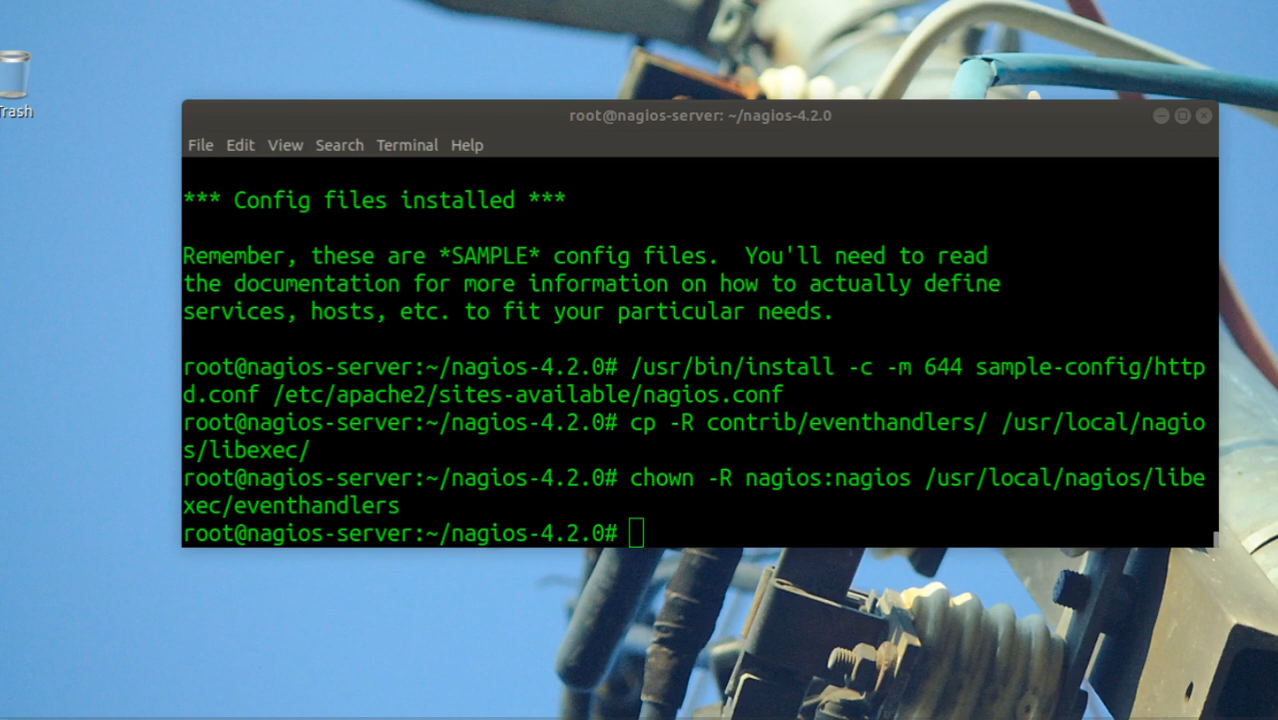 Trash
root@nagios-server: ~/nagios-4.2.0
File Edit View Search Terminal Help
*** Config files installed ***
Remember, these are *SAMPLE* config files.  You'll need to read
the documentation for more information on how to actually define
services, hosts, etc. to fit your particular needs.
root@nagios-server:~/nagios-4.2.0# /usr/bin/install -c -m 644 sample-config/http
d.conf /etc/apache2/sites-available/nagios.conf
root@nagios-server:~/nagios-4.2.0# cp -R contrib/eventhandlers/ /usr/local/nagio
s/libexec/
root@nagios-server:~/nagios-4.2.0# chown -R nagios:nagios /usr/local/nagios/libe
xec/eventhandlers
root@nagios-server:~/nagios-4.2.0#